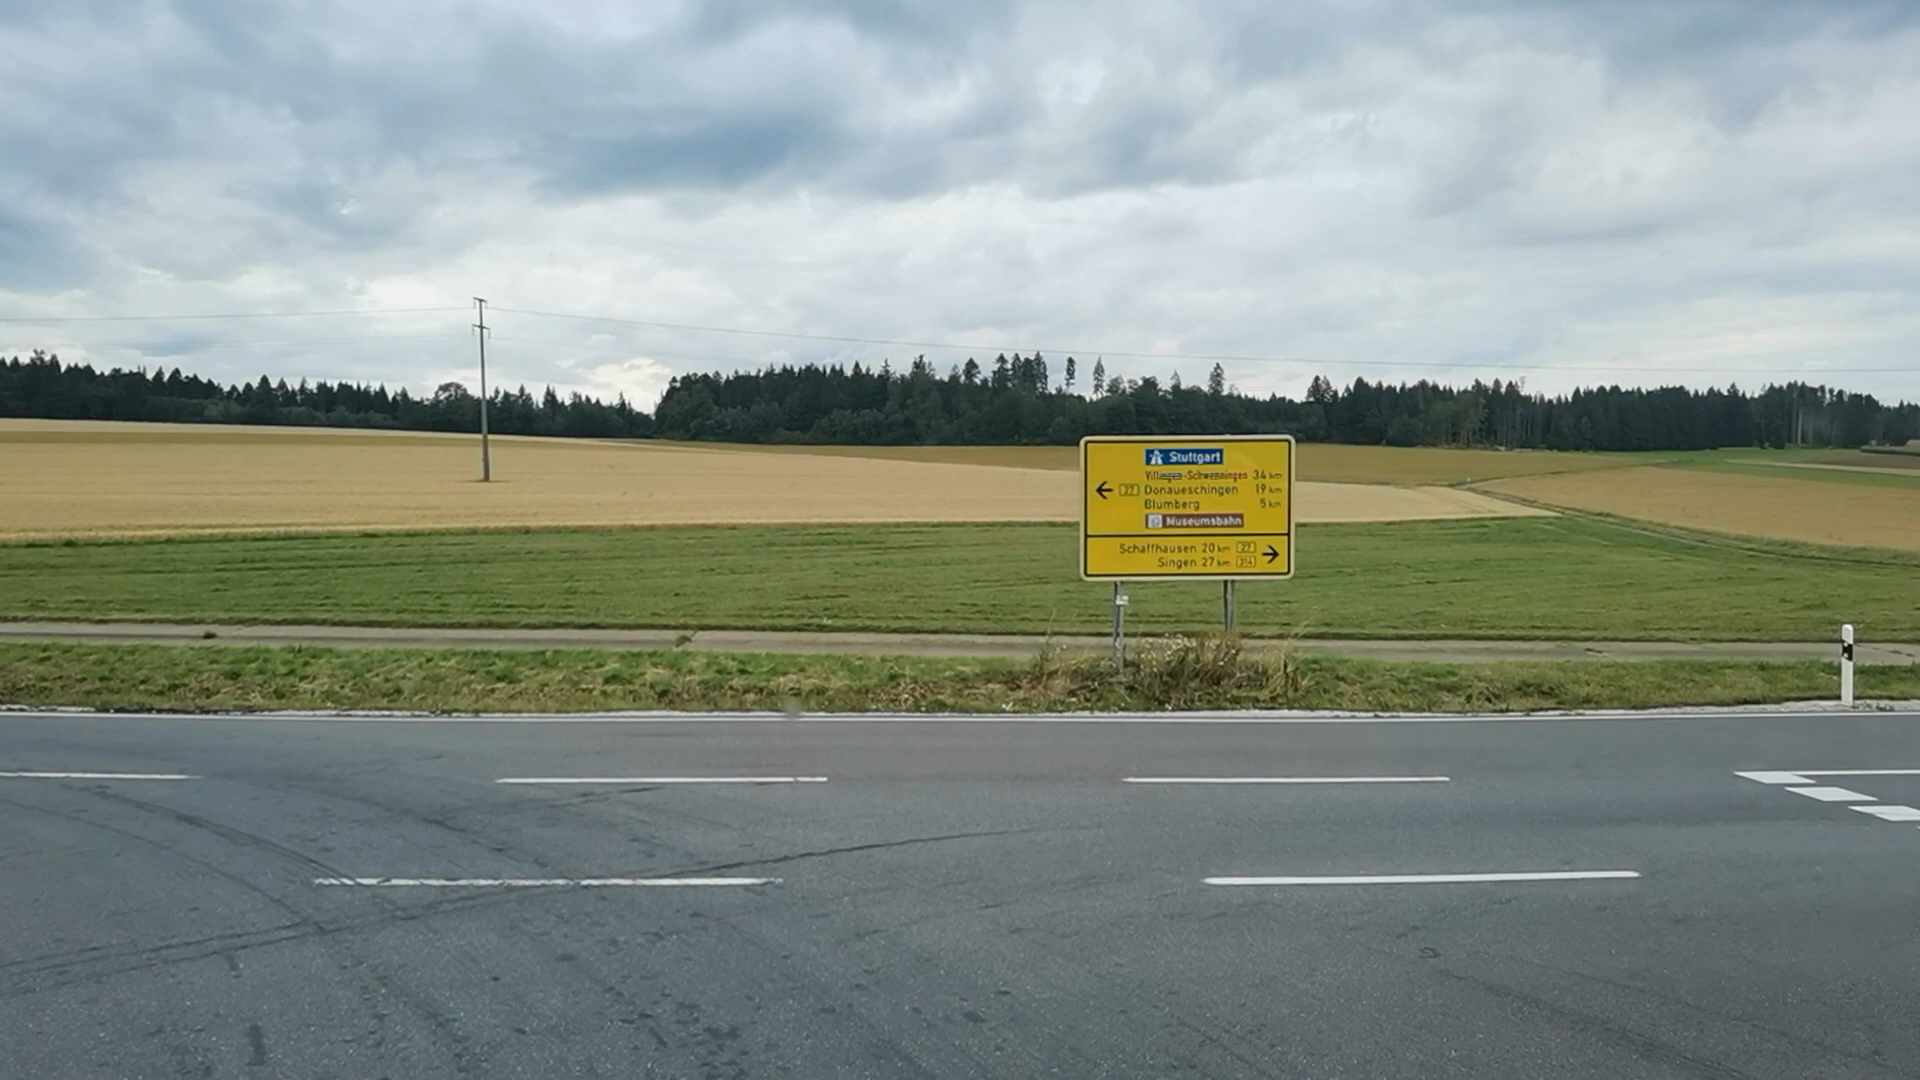 Stuttgart
Villingen-Schwenningen 34 km
27 Donaueschingen 19 km
Blumberg 5 km
Museumsbahn
Schaffhausen 20 km 27
Singen 27 km 314